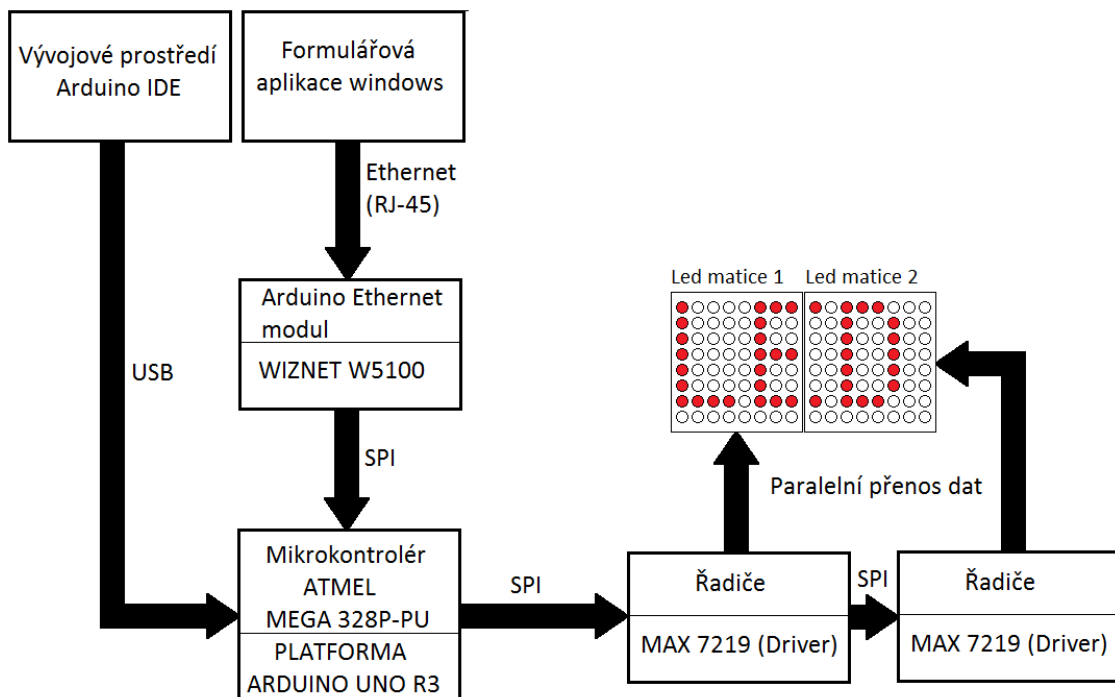 Vývojové prostředí
Arduino IDE
Formulářová
aplikace windows
Ethernet
(RJ-45)
Arduino Ethernet
modul
WIZNET W5100
USB
SPI
Mikrokontrolér
ATMEL
MEGA 328P-PU
PLATFORMA
ARDUINO UNO R3
SPI
Led matice 1
Led matice 2
LED
Paralelní přenos dat
Řadiče
MAX 7219 (Driver)
SPI
Řadiče
MAX 7219 (Driver)